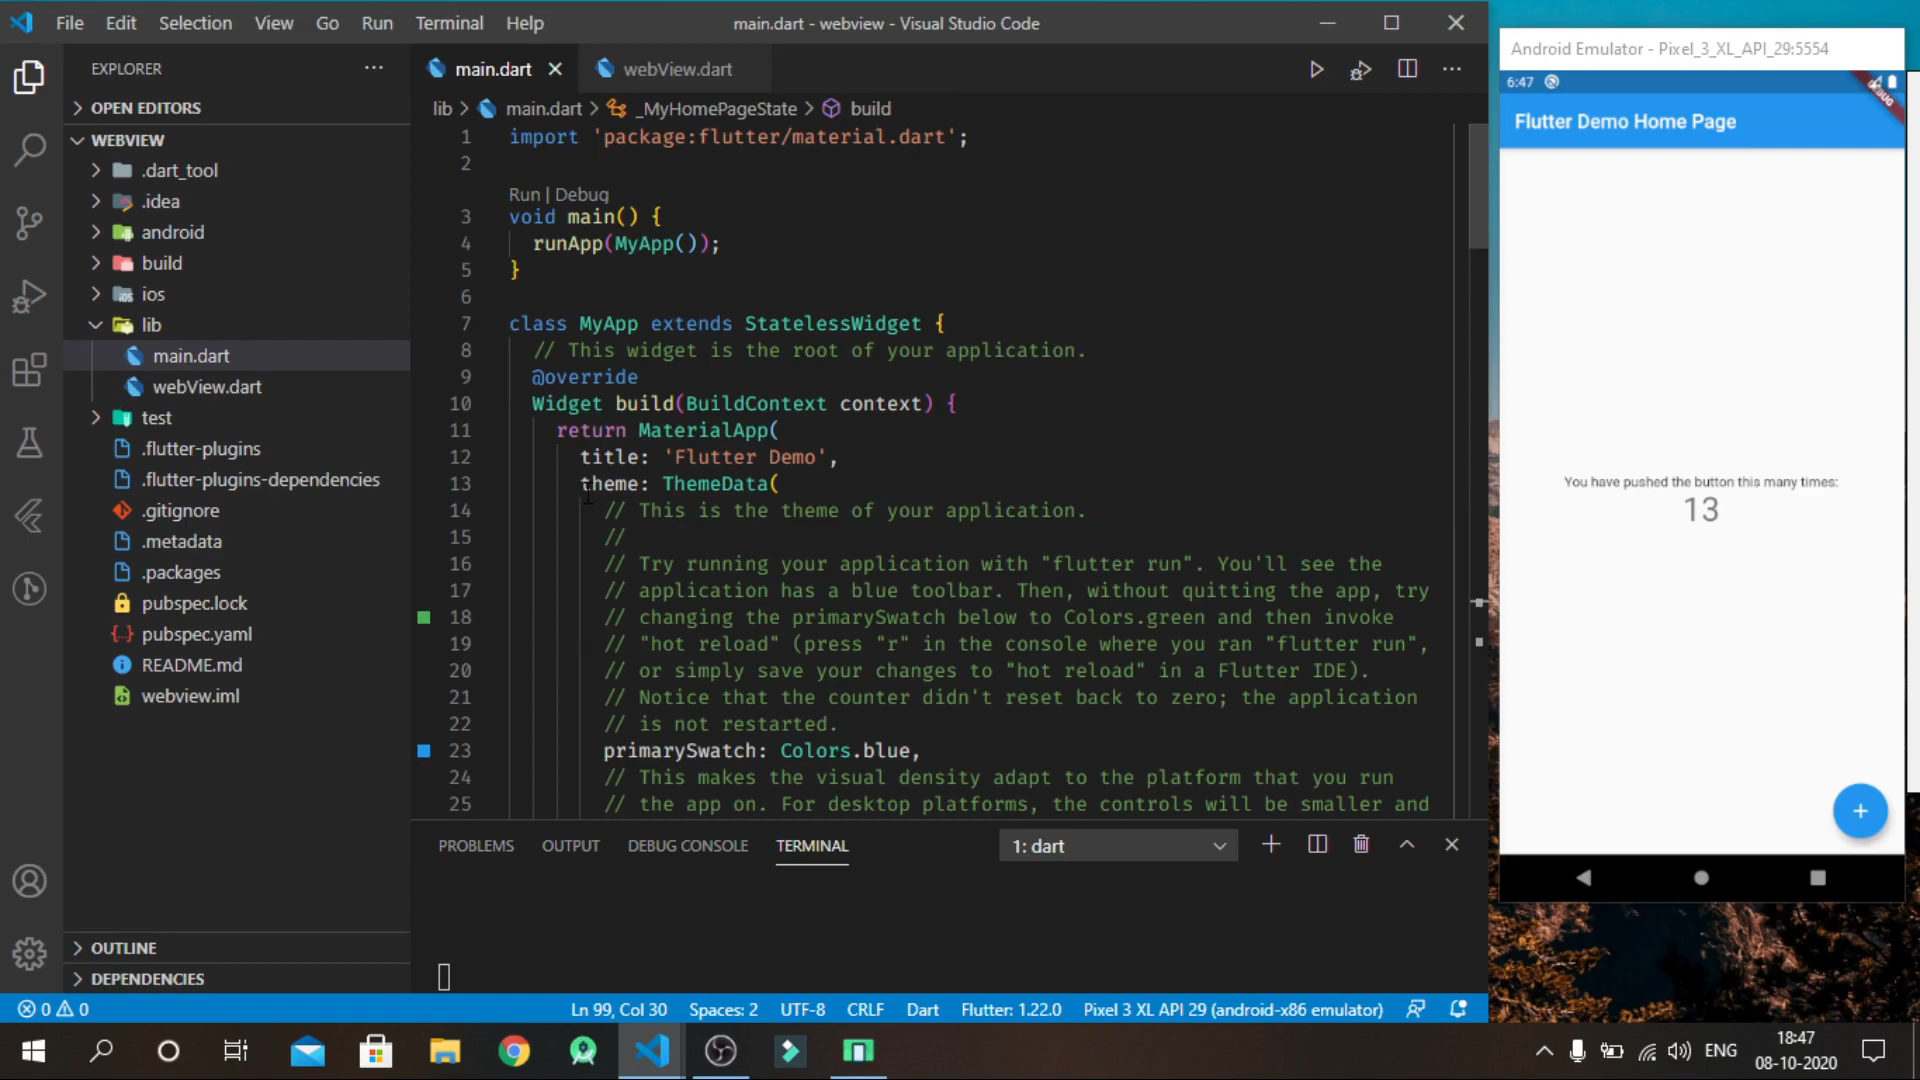 File Edit Selection View Go Run Terminal Help
main.dart - webview - Visual Studio Code
EXPLORER
OPEN EDITORS
WEBVIEW
.dart_tool
.idea
android
build
ios
lib
main.dart
webView.dart
test
.flutter-plugins
.flutter-plugins-dependencies
.gitignore
.metadata
.packages
pubspec.lock
pubspec.yaml
README.md
webview.iml
OUTLINE
DEPENDENCIES
main.dart webView.dart
lib > main.dart > _MyHomePageState > build
1 import 'package:flutter/material.dart';
2
Run | Debug
3 void main() {
4 runApp(MyApp());
5 }
6
7 class MyApp extends StatelessWidget {
8 // This widget is the root of your application.
9 @override
10 Widget build(BuildContext context) {
11 return MaterialApp(
12 title: 'Flutter Demo',
13 theme: ThemeData(
14 // This is the theme of your application.
15 //
16 // Try running your application with "flutter run". You'll see the
17 // application has a blue toolbar. Then, without quitting the app, try
18 // changing the primarySwatch below to Colors.green and then invoke
19 // "hot reload" (press "r" in the console where you ran "flutter run",
20 // or simply save your changes to "hot reload" in a Flutter IDE).
21 // Notice that the counter didn't reset back to zero; the application
22 // is not restarted.
23 primarySwatch: Colors.blue,
24 // This makes the visual density adapt to the platform that you run
25 // the app on. For desktop platforms, the controls will be smaller and
PROBLEMS OUTPUT DEBUG CONSOLE TERMINAL
1: dart
0 0 Ln 99, Col 30 Spaces: 2 UTF-8 CRLF Dart Flutter: 1.22.0 Pixel 3 XL API 29 (android-x86 emulator)
Android Emulator - Pixel_3_XL_API_29:5554
6:47
DEBUG
Flutter Demo Home Page
You have pushed the button this many times:
13
ENG
18:47
08-10-2020